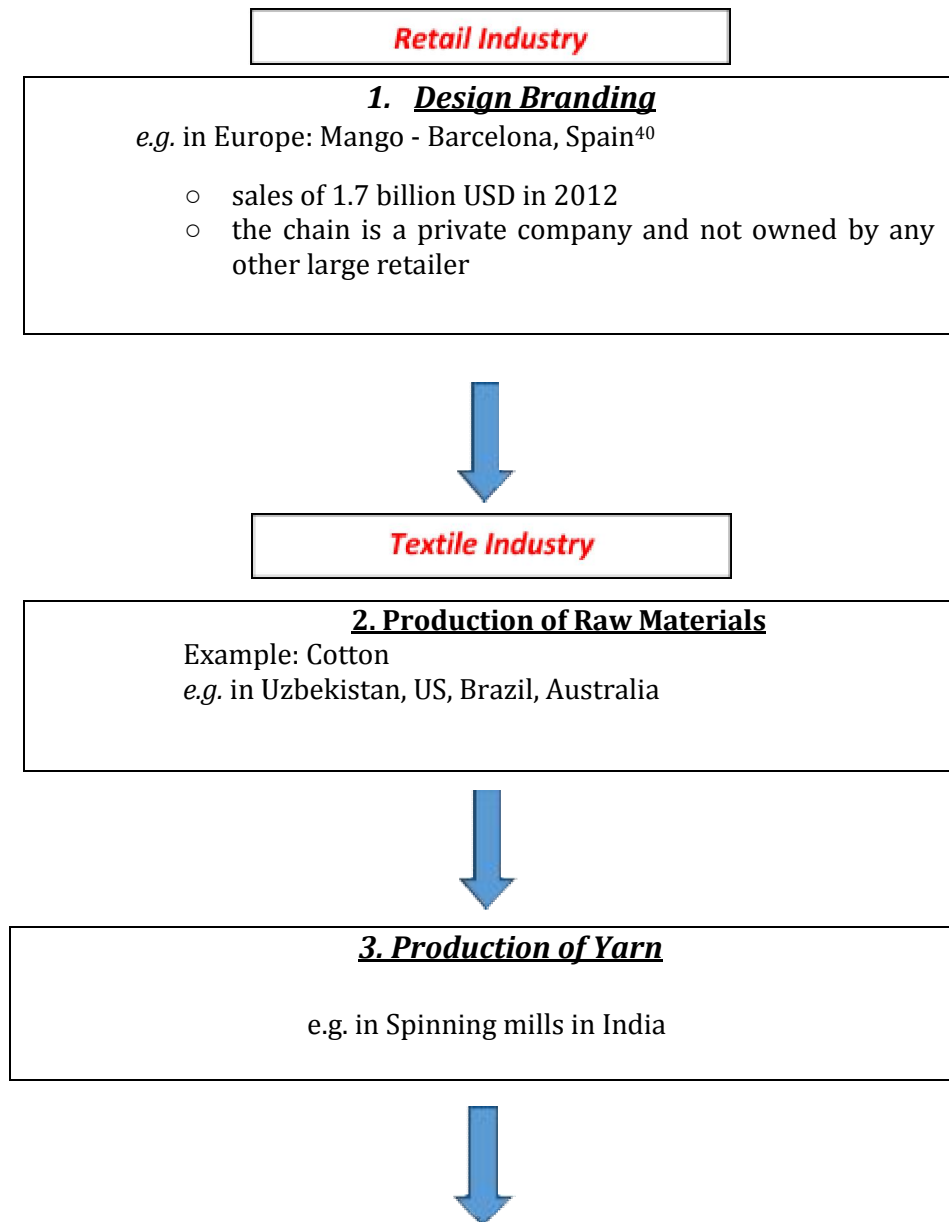 Retail Industry
1. Design Branding
e.g. in Europe: Mango - Barcelona, Spain⁴⁰
○ sales of 1.7 billion USD in 2012
○ the chain is a private company and not owned by any
other large retailer
Textile Industry
2. Production of Raw Materials
Example: Cotton
e.g. in Uzbekistan, US, Brazil, Australia
3. Production of Yarn
e.g. in Spinning mills in India